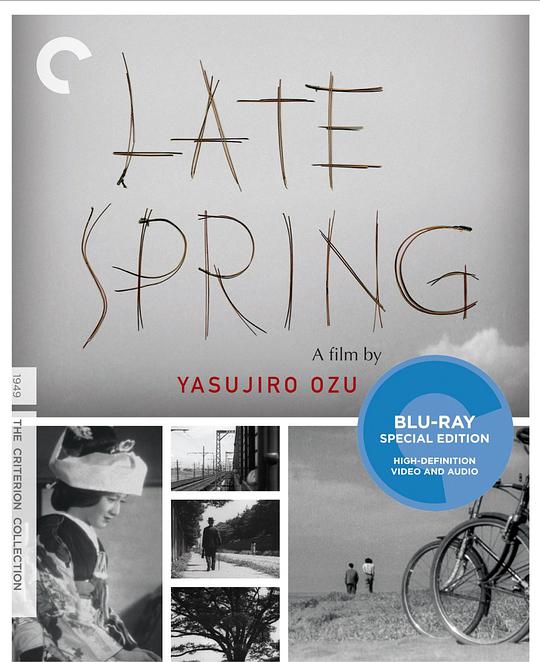 LATE
SPRING
A film by
YASUJIRO OZU
BLU-RAY
SPECIAL EDITION
HIGH-DEFINITION
VIDEO AND AUDIO
1949
THE CRITERION COLLECTION